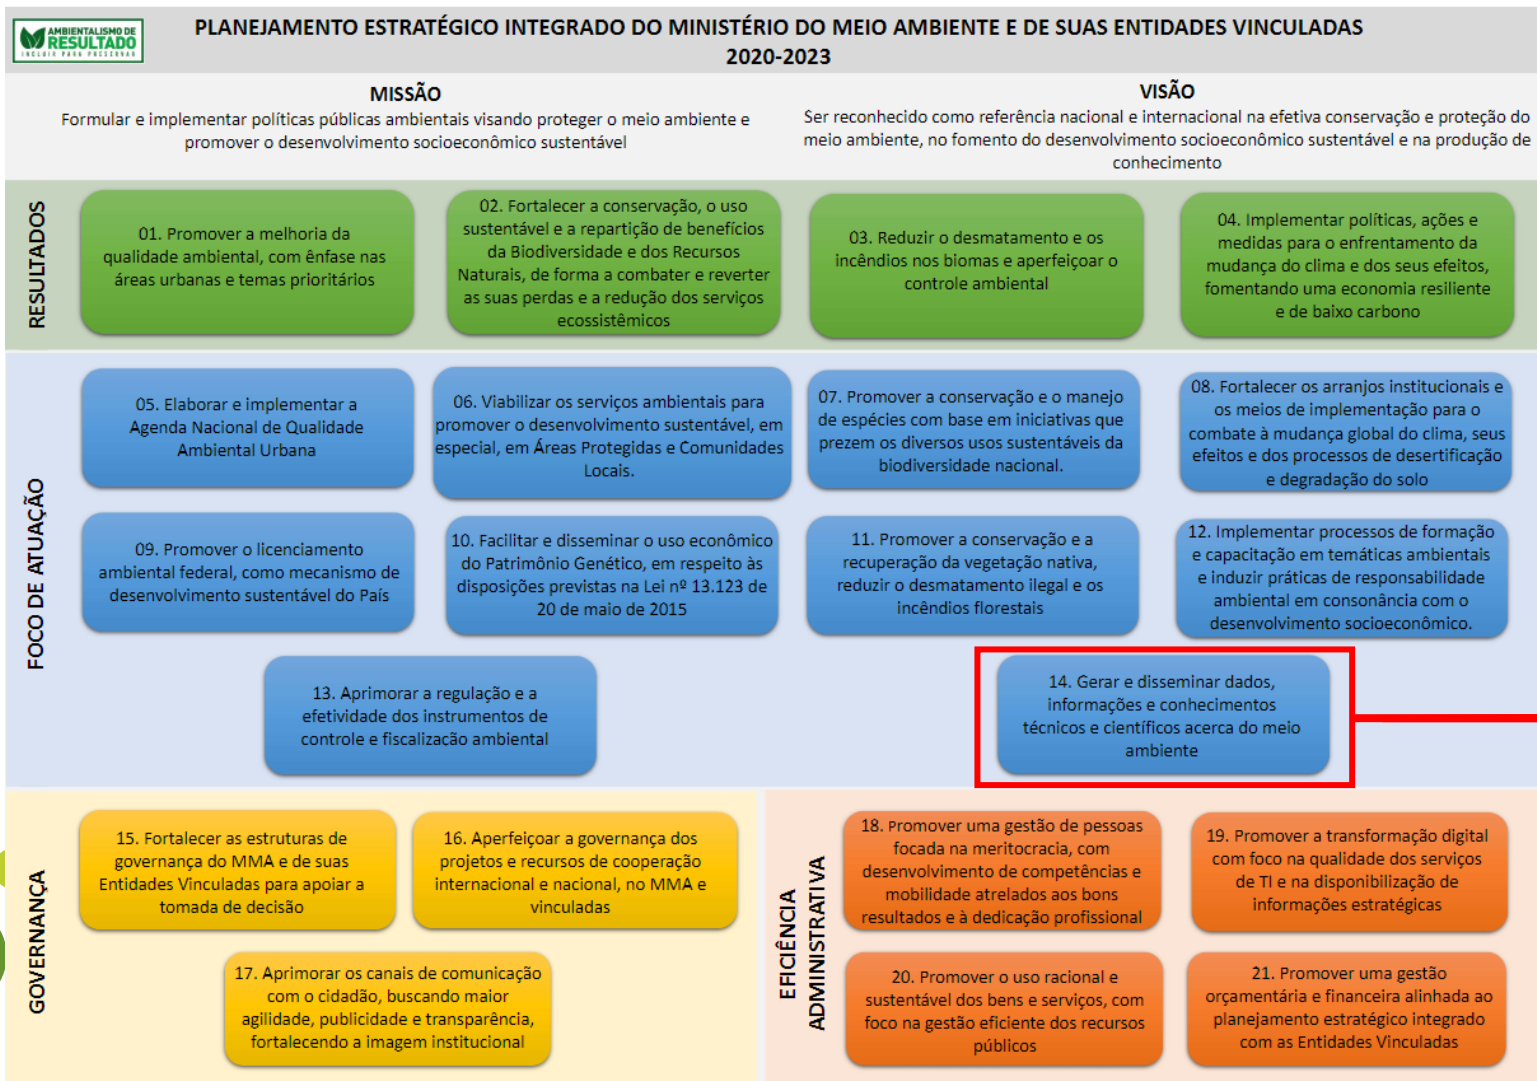 AMBIENTALISMO DE
RESULTADO
INCLUIR PARA PRESERVAR
PLANEJAMENTO ESTRATÉGICO INTEGRADO DO MINISTÉRIO DO MEIO AMBIENTE E DE SUAS ENTIDADES VINCULADAS
2020-2023
MISSÃO
Formular e implementar políticas públicas ambientais visando proteger o meio ambiente e
promover o desenvolvimento socioeconômico sustentável
VISÃO
Ser reconhecido como referência nacional e internacional na efetiva conservação e proteção do
meio ambiente, no fomento do desenvolvimento socioeconômico sustentável e na produção de
conhecimento
RESULTADOS
01. Promover a melhoria da
qualidade ambiental, com ênfase nas
áreas urbanas e temas prioritários
02. Fortalecer a conservação, o uso
sustentável e a repartição de benefícios
da Biodiversidade e dos Recursos
Naturais, de forma a combater e reverter
as suas perdas e a redução dos serviços
ecossistêmicos
03. Reduzir o desmatamento e os
incêndios nos biomas e aperfeiçoar o
controle ambiental
04. Implementar políticas, ações e
medidas para o enfrentamento da
mudança do clima e dos seus efeitos,
fomentando uma economia resiliente
e de baixo carbono
FOCO DE ATUAÇÃO
05. Elaborar e implementar a
Agenda Nacional de Qualidade
Ambiental Urbana
06. Viabilizar os serviços ambientais para
promover o desenvolvimento sustentável, em
especial, em Áreas Protegidas e Comunidades
Locais.
07. Promover a conservação e o manejo
de espécies com base em iniciativas que
prezem os diversos usos sustentáveis da
biodiversidade nacional.
08. Fortalecer os arranjos institucionais e
os meios de implementação para o
combate à mudança global do clima, seus
efeitos e dos processos de desertificação
e degradação do solo
09. Promover o licenciamento
ambiental federal, como mecanismo de
desenvolvimento sustentável do País
10. Facilitar e disseminar o uso econômico
do Patrimônio Genético, em respeito às
disposições previstas na Lei nº 13.123 de
20 de maio de 2015
11. Promover a conservação e a
recuperação da vegetação nativa,
reduzir o desmatamento ilegal e os
incêndios florestais
12. Implementar processos de formação
e capacitação em temáticas ambientais
e induzir práticas de responsabilidade
ambiental em consonância com o
desenvolvimento socioeconômico.
13. Aprimorar a regulação e a
efetividade dos instrumentos de
controle e fiscalizacão ambiental
14. Gerar e disseminar dados,
informações e conhecimentos
técnicos e científicos acerca do meio
ambiente
GOVERNANÇA
15. Fortalecer as estruturas de
governança do MMA e de suas
Entidades Vinculadas para apoiar a
tomada de decisão
16. Aperfeiçoar a governança dos
projetos e recursos de cooperação
internacional e nacional, no MMA e
vinculadas
17. Aprimorar os canais de comunicação
com o cidadão, buscando maior
agilidade, publicidade e transparência,
fortalecendo a imagem institucional
EFICIÊNCIA
ADMINISTRATIVA
18. Promover uma gestão de pessoas
focada na meritocracia, com
desenvolvimento de competências e
mobilidade atrelados aos bons
resultados e à dedicação profissional
19. Promover a transformação digital
com foco na qualidade dos serviços
de TI e na disponibilização de
informações estratégicas
20. Promover o uso racional e
sustentável dos bens e serviços, com
foco na gestão eficiente dos recursos
públicos
21. Promover uma gestão
orçamentária e financeira alinhada ao
planejamento estratégico integrado
com as Entidades Vinculadas